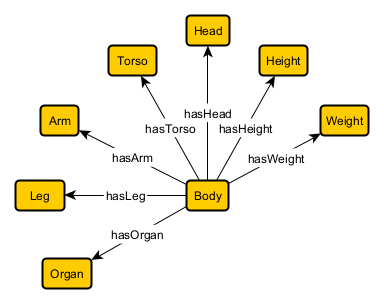 Head
Torso
Height
hasHead
Arm
Weight
hasTorso
hasHeight
hasArm
hasWeight
Leg
hasLeg
Body
hasOrgan
Organ